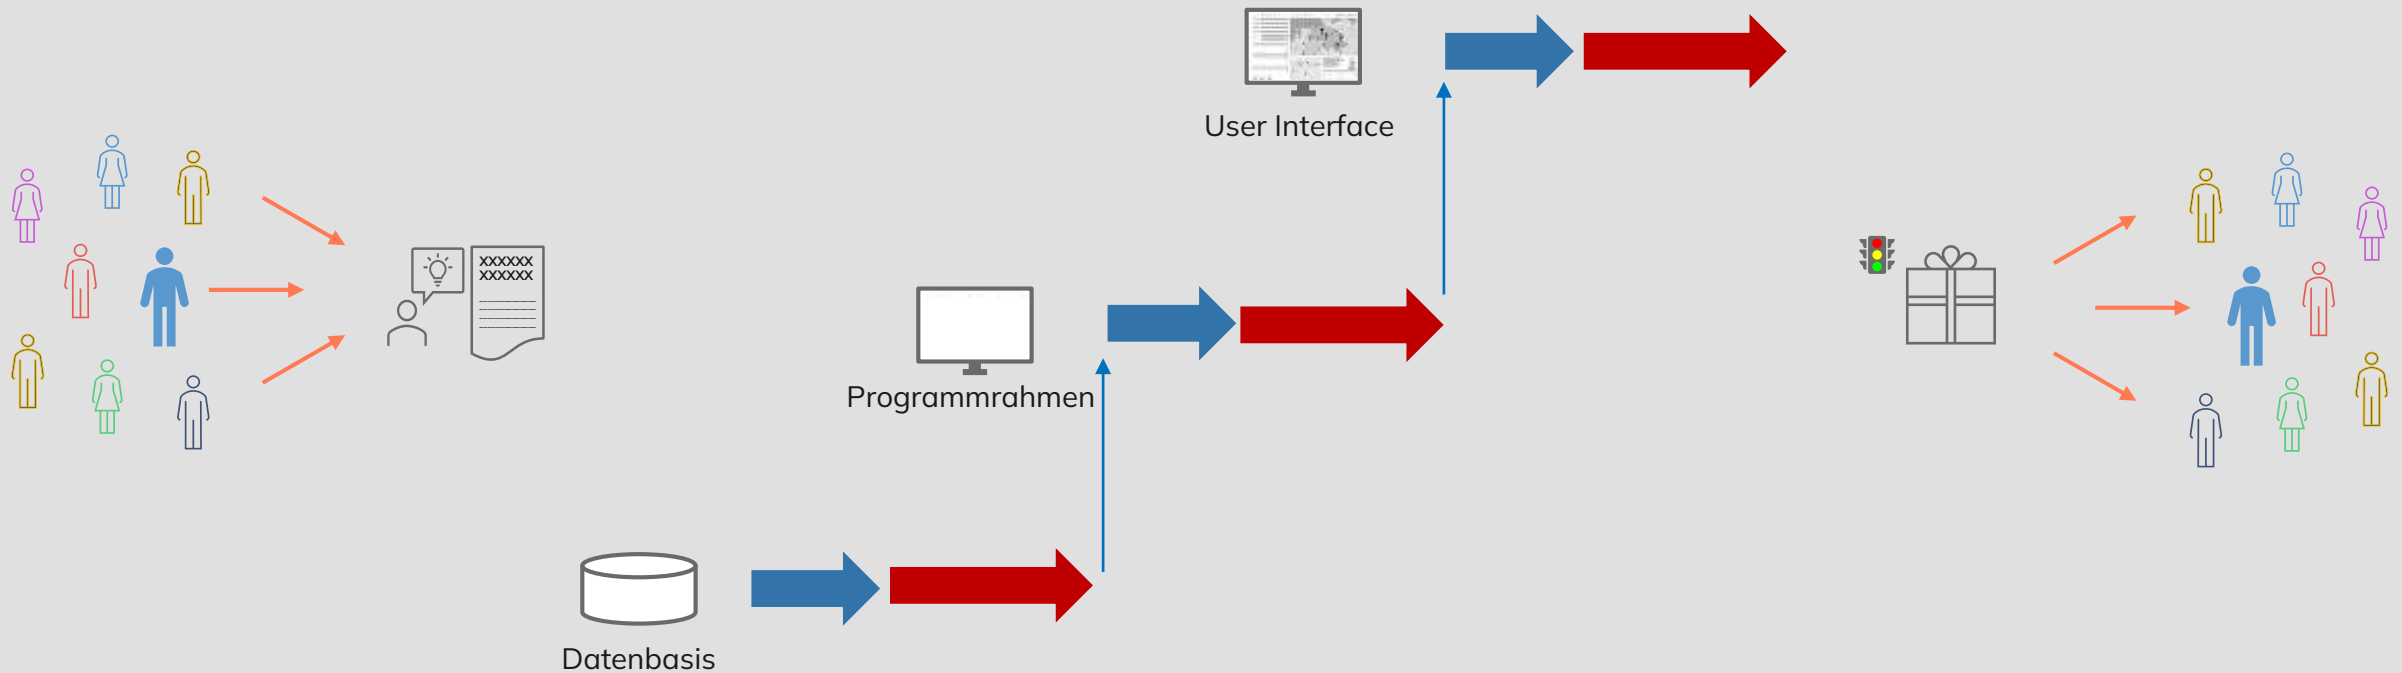 User Interface
XXXXXX
XXXXXX
Programmrahmen
Datenbasis